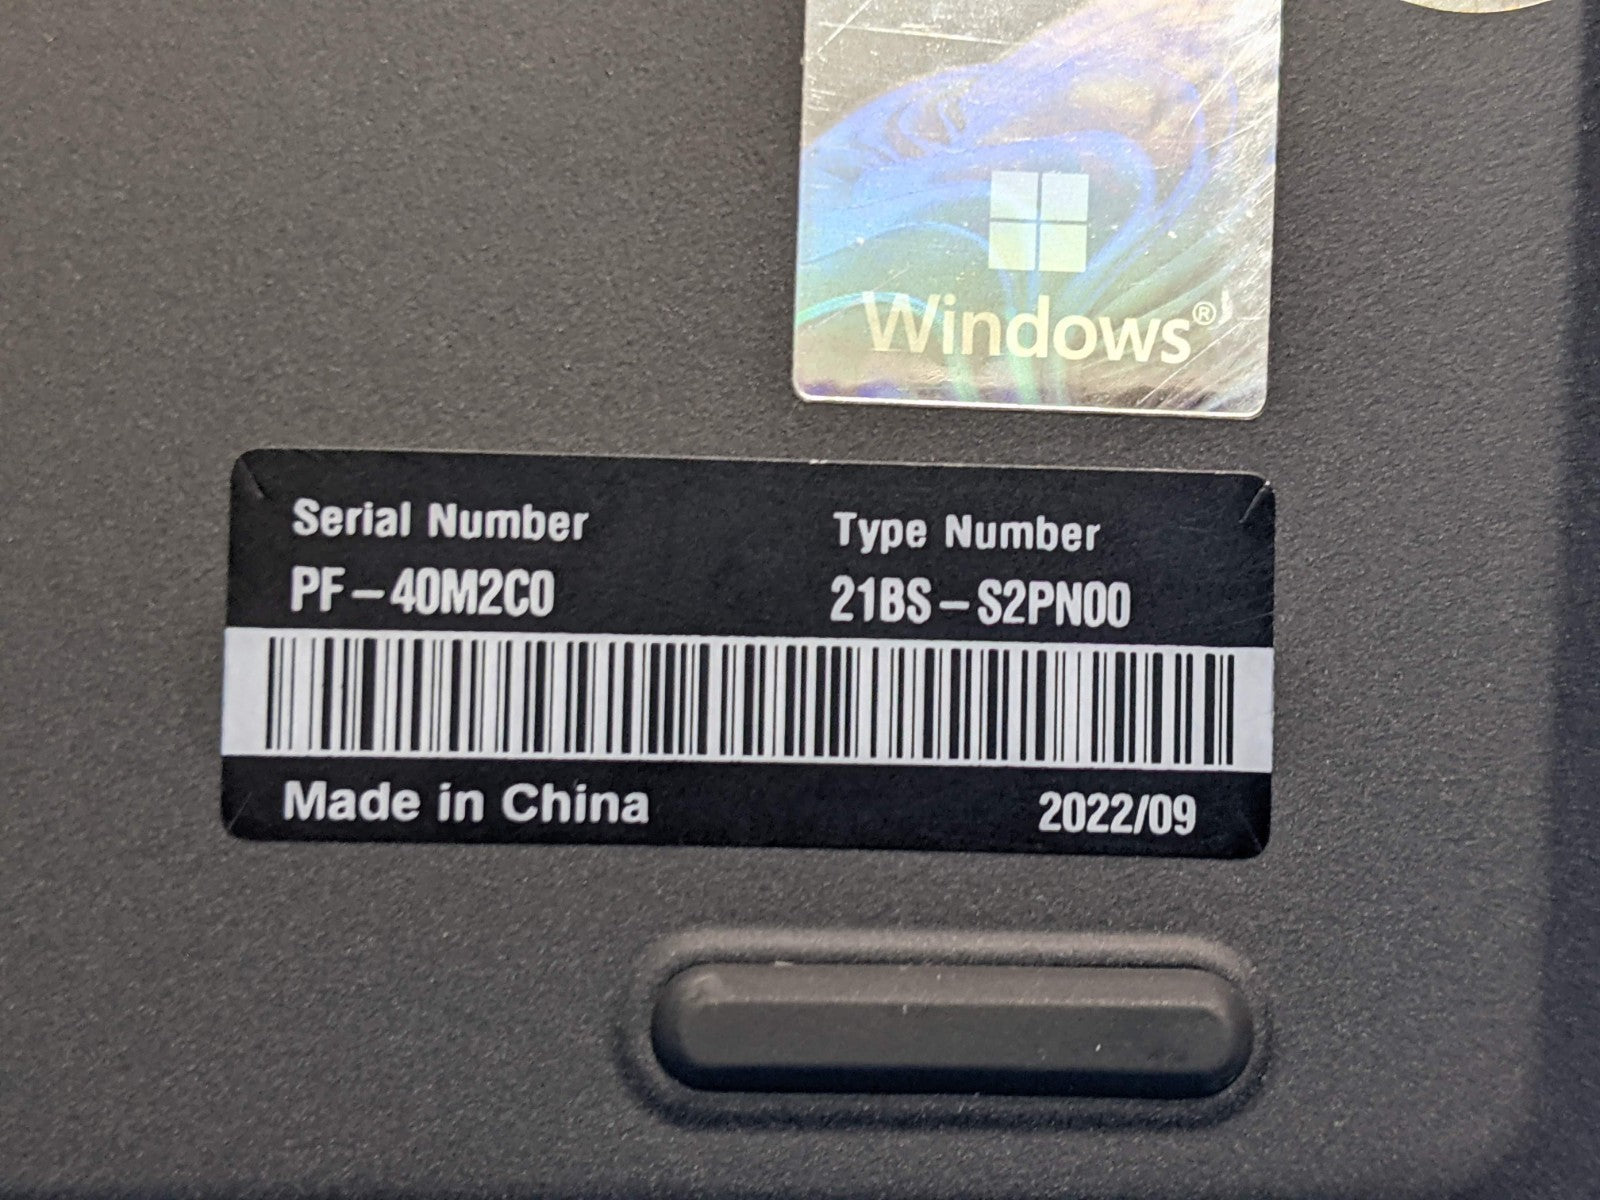 Windows®
Serial Number
Type Number
PF-40M2C0
21BS-S2PN00
Made in China
2022/09